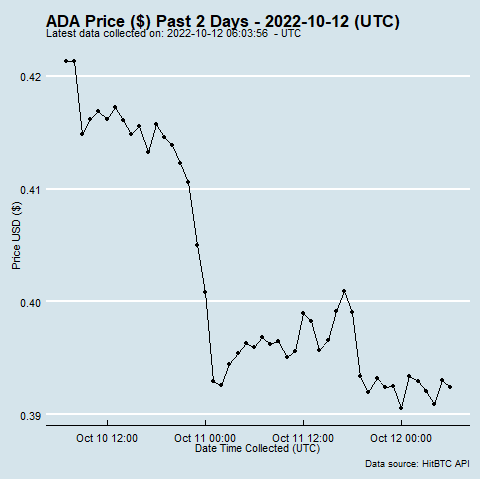 ADA Price ($) Past 2 Days - 2022-10-12 (UTC)
Latest data collected on: 2022-10-12 06:03:56  - UTC
0.42
0.41
0.40
0.39
Price USD ($)
Oct 10 12:00 Oct 11 00:00 Oct 11 12:00 Oct 12 00:00
Date Time Collected (UTC)
Data source: HitBTC API